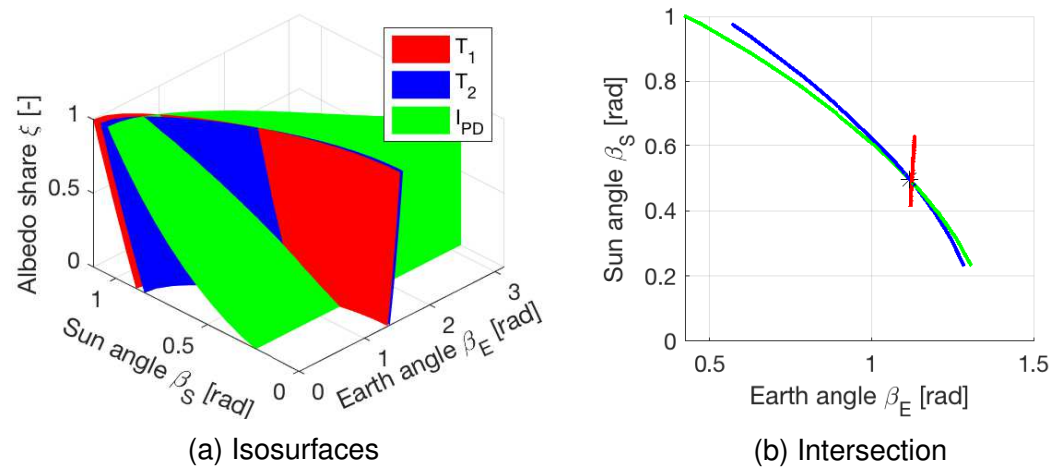 T1
T2
IPD
Albedo share ξ [-]
1
0.5
0
1
0.5
0
Sun angle βS [rad]
0
1
2
3
Earth angle βE [rad]
(a) Isosurfaces
Sun angle βS [rad]
1
0.8
0.6
0.4
0.2
0
0.5
1
1.5
Earth angle βE [rad]
(b) Intersection